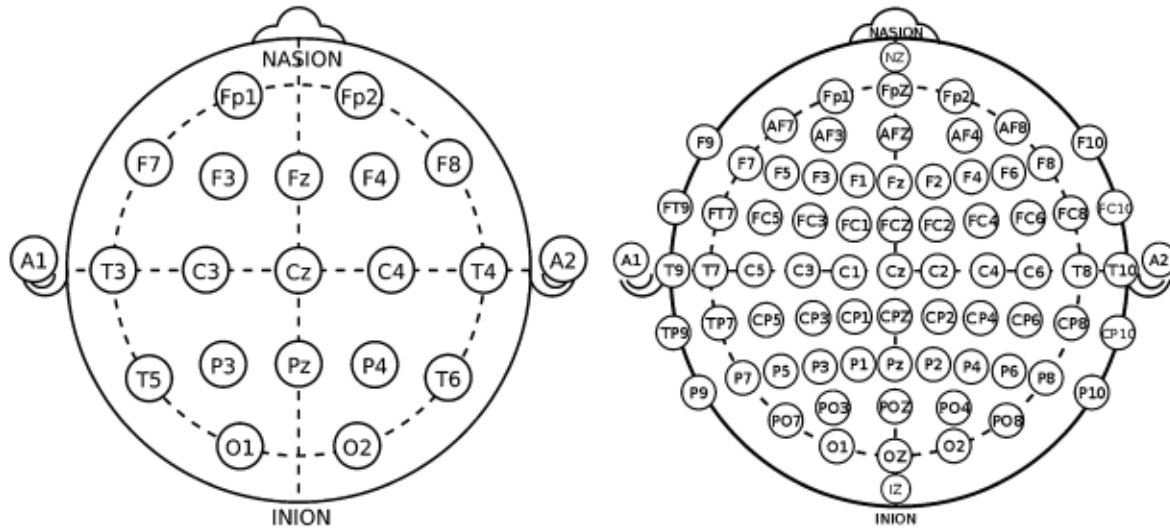 NASION
Fp1 Fp2
F7 F3 Fz F4 F8
A1 T3 C3 Cz C4 T4 A2
T5 P3 Pz P4 T6
O1 O2
INION
NASION
NZ
Fp1 FpZ Fp2
AF7 AF3 AFZ AF4 AF8
F9 F7 F5 F3 F1 Fz F2 F4 F6 F8 F10
FT9 FT7 FC5 FC3 FC1 FCZ FC2 FC4 FC6 FC8 FC10
A1 T9 T7 C5 C3 C1 Cz C2 C4 C6 T8 T10 A2
TP9 TP7 CP5 CP3 CP1 CPZ CP2 CP4 CP6 CP8 CP10
P9 P7 P5 P3 P1 Pz P2 P4 P6 P8 P10
PO7 PO3 POZ PO4 PO8
O1 OZ O2
IZ
INION